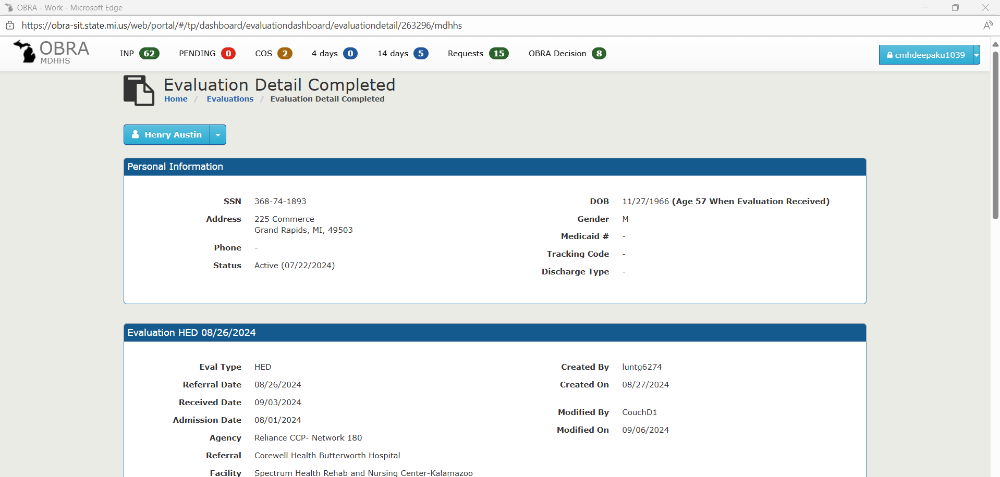 OBRA - Work - Microsoft Edge
https://obra-sit.state.mi.us/web/portal/#/tp/dashboard/evaluationdashboard/evaluationdetail/263296/mdhhs
OBRA
MDHHS
INP 62 PENDING 0 COS 2 4 days 0 14 days 5 Requests 15 OBRA Decision 8
cmhdeepaku1039
Evaluation Detail Completed
Home / Evaluations / Evaluation Detail Completed
Henry Austin
Personal Information
SSN 368-74-1893
DOB 11/27/1966 (Age 57 When Evaluation Received)
Address 225 Commerce
Grand Rapids, MI, 49503
Gender M
Medicaid # -
Phone -
Tracking Code -
Status Active (07/22/2024)
Discharge Type -
Evaluation HED 08/26/2024
Eval Type HED
Created By luntg6274
Referral Date 08/26/2024
Created On 08/27/2024
Received Date 09/03/2024
Modified By CouchD1
Admission Date 08/01/2024
Modified On 09/06/2024
Agency Reliance CCP- Network 180
Referral Corewell Health Butterworth Hospital
Facility Spectrum Health Rehab and Nursing Center-Kalamazoo